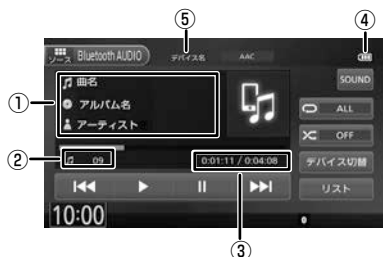 ⑤
④
ソース Bluetooth AUDIO デバイス名 AAC
① 曲名
アルバム名
アーティスト
SOUND
ALL
OFF
② 09 0:01:11 / 0:04:08
デバイス切替
リスト
10:00
③